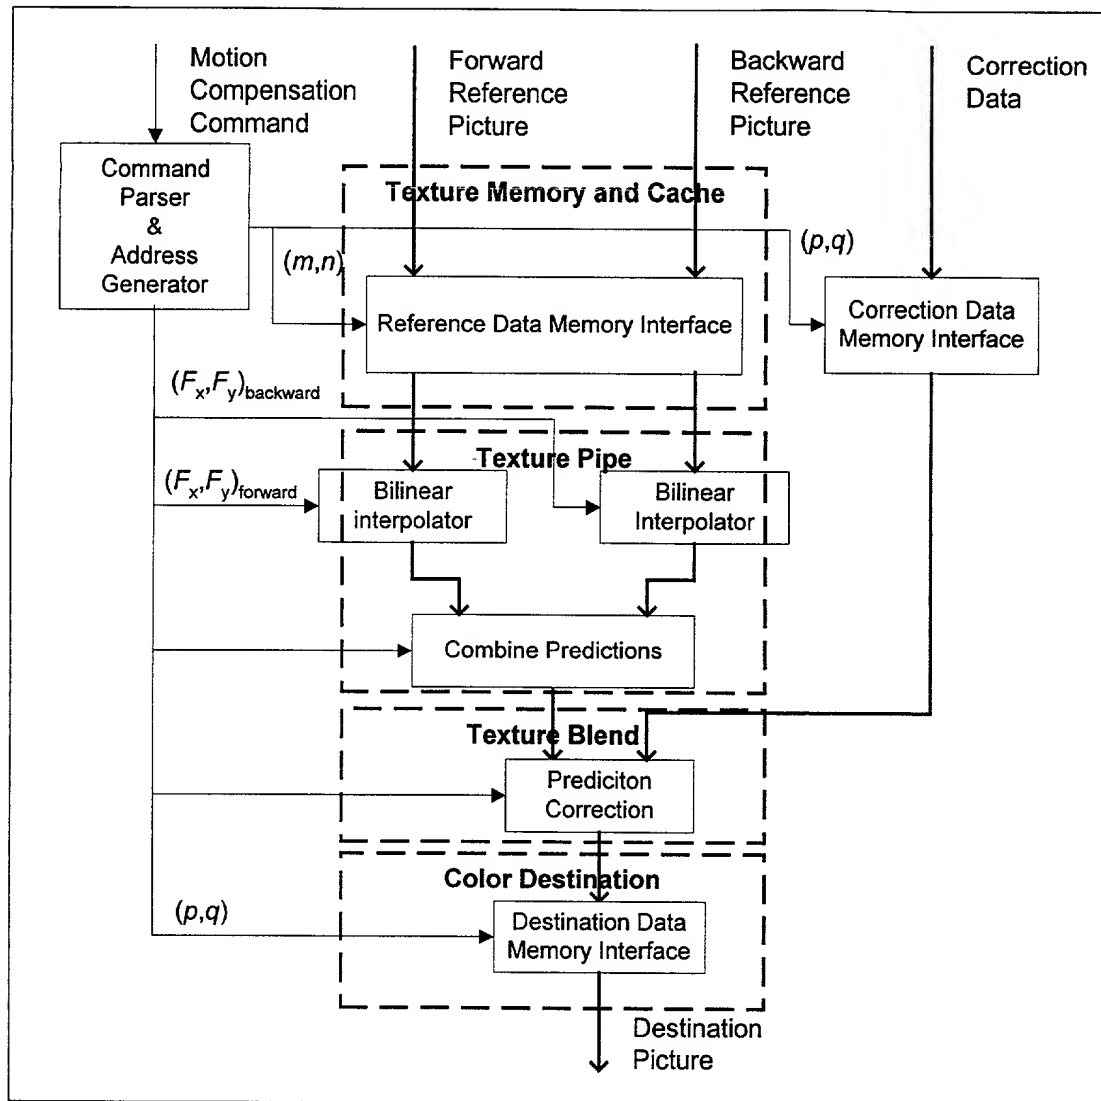 Motion
Compensation
Command
Forward
Reference
Picture
Backward
Reference
Picture
Correction
Data
Command
Parser
&
Address
Generator
Texture Memory and Cache
(m,n)
(p,q)
Reference Data Memory Interface
Correction Data
Memory Interface
(Fx,Fy)backward
Texture Pipe
(Fx,Fy)forward
Bilinear
interpolator
Bilinear
Interpolator
Combine Predictions
Texture Blend
Prediciton
Correction
Color Destination
(p,q)
Destination Data
Memory Interface
Destination
Picture